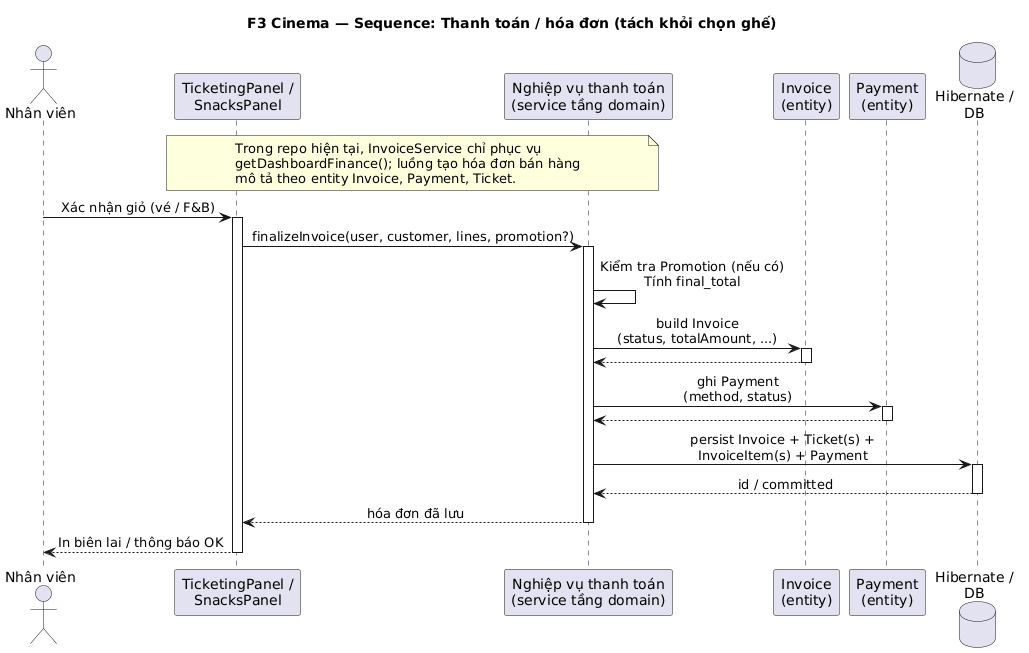 F3 Cinema — Sequence: Thanh toán / hóa đơn (tách khỏi chọn ghế)
Nhân viên
TicketingPanel /
SnacksPanel
Nghiệp vụ thanh toán
(service tầng domain)
Invoice
(entity)
Payment
(entity)
Hibernate /
DB
Trong repo hiện tại, InvoiceService chỉ phục vụ
getDashboardFinance(); luồng tạo hóa đơn bán hàng
mô tả theo entity Invoice, Payment, Ticket.
Xác nhận giỏ (vé / F&B)
finalizeInvoice(user, customer, lines, promotion?)
Kiểm tra Promotion (nếu có)
Tính final_total
build Invoice
(status, totalAmount, ...)
ghi Payment
(method, status)
persist Invoice + Ticket(s) +
InvoiceItem(s) + Payment
id / committed
hóa đơn đã lưu
In biên lai / thông báo OK
Nhân viên
TicketingPanel /
SnacksPanel
Nghiệp vụ thanh toán
(service tầng domain)
Invoice
(entity)
Payment
(entity)
Hibernate /
DB